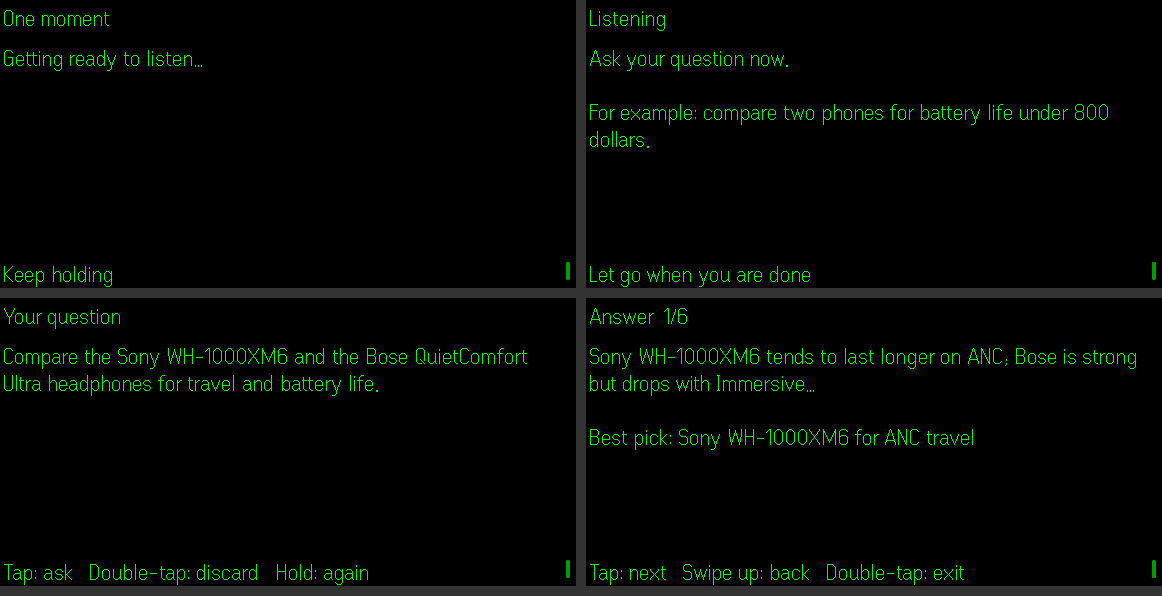 One moment
Getting ready to listen...
Keep holding
Listening
Ask your question now.
For example: compare two phones for battery life under 800
dollars.
Let go when you are done
Your question
Compare the Sony WH-1000XM6 and the Bose QuietComfort
Ultra headphones for travel and battery life.
Tap: ask Double-tap: discard Hold: again
Answer 1/6
Sony WH-1000XM6 tends to last longer on ANC; Bose is strong
but drops with Immersive...
Best pick: Sony WH-1000XM6 for ANC travel
Tap: next Swipe up: back Double-tap: exit